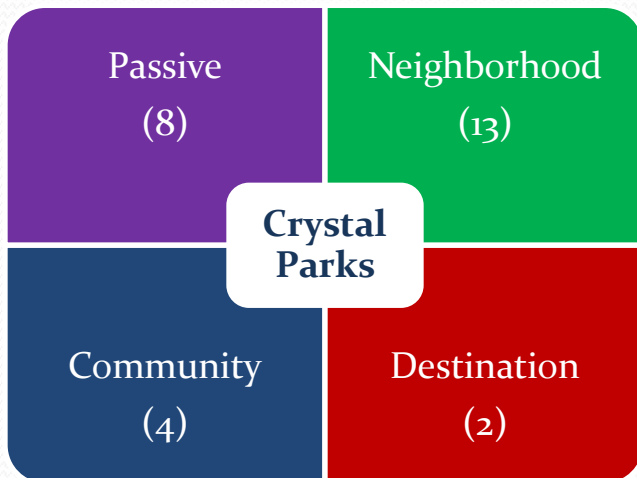 Passive
(8)
Neighborhood
(13)
Crystal
Parks
Community
(4)
Destination
(2)